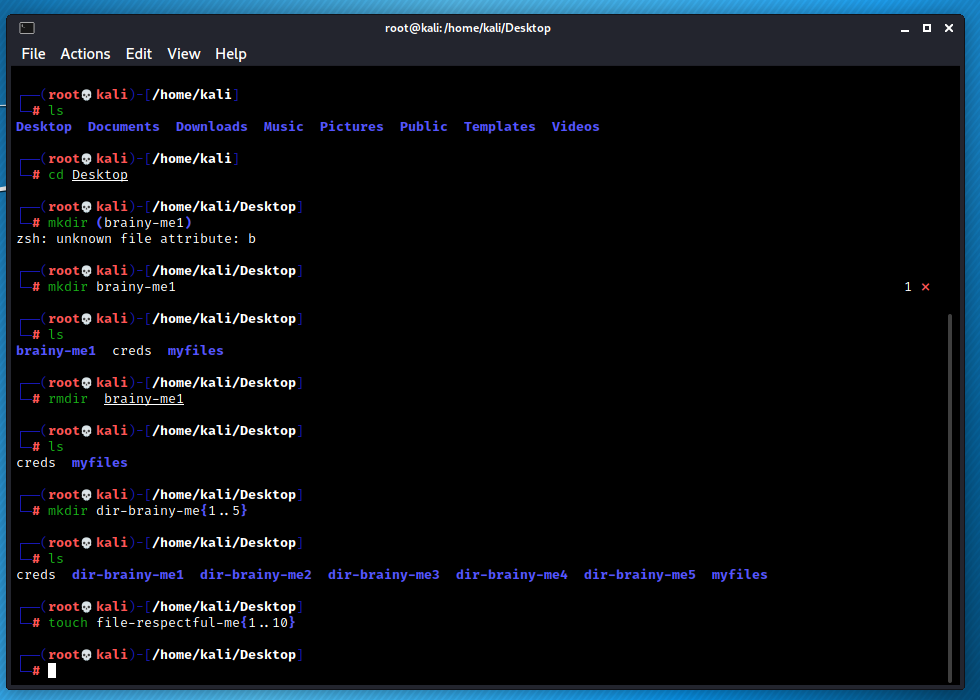 root@kali:/home/kali/Desktop
File Actions Edit View Help
┌──(root💀kali)-[/home/kali]
└─# ls
Desktop Documents Downloads Music Pictures Public Templates Videos
┌──(root💀kali)-[/home/kali]
└─# cd Desktop
┌──(root💀kali)-[/home/kali/Desktop]
└─# mkdir (brainy-me1)
zsh: unknown file attribute: b
┌──(root💀kali)-[/home/kali/Desktop]
└─# mkdir brainy-me1 1 ⨯
┌──(root💀kali)-[/home/kali/Desktop]
└─# ls
brainy-me1 creds myfiles
┌──(root💀kali)-[/home/kali/Desktop]
└─# rmdir  brainy-me1
┌──(root💀kali)-[/home/kali/Desktop]
└─# ls
creds myfiles
┌──(root💀kali)-[/home/kali/Desktop]
└─# mkdir dir-brainy-me{1..5}
┌──(root💀kali)-[/home/kali/Desktop]
└─# ls
creds dir-brainy-me1 dir-brainy-me2 dir-brainy-me3 dir-brainy-me4 dir-brainy-me5 myfiles
┌──(root💀kali)-[/home/kali/Desktop]
└─# touch file-respectful-me{1..10}
┌──(root💀kali)-[/home/kali/Desktop]
└─#